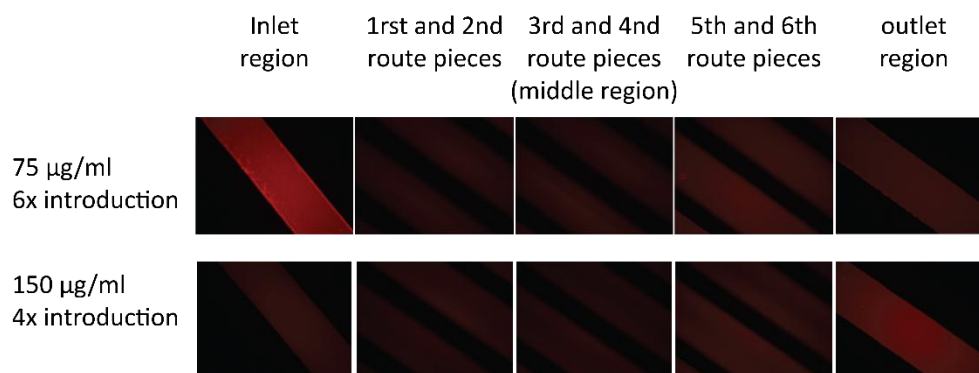 Inlet
region
1rst and 2nd
route pieces
3rd and 4nd
route pieces
(middle region)
5th and 6th
route pieces
outlet
region
75 µg/ml
6x introduction
150 µg/ml
4x introduction